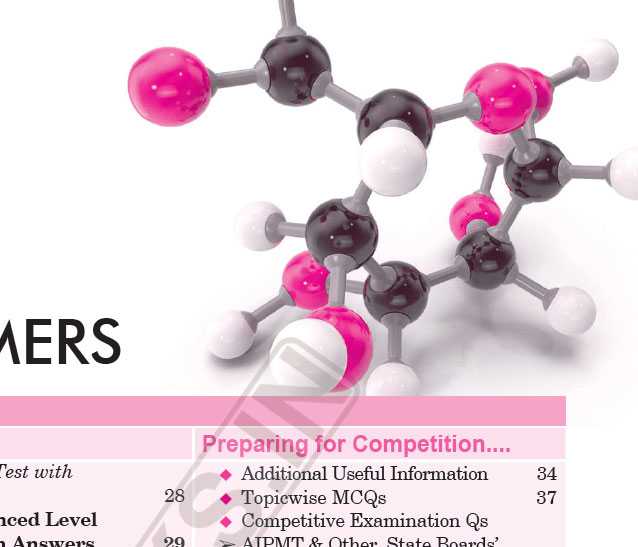 MERS
Preparing for Competition....
Test with
28
nced Level
n Answers
29
◆ Additional Useful Information 34
◆ Topicwise MCQs 37
◆ Competitive Examination Qs
➢ AIPMT & Other State Boards'
S.IN